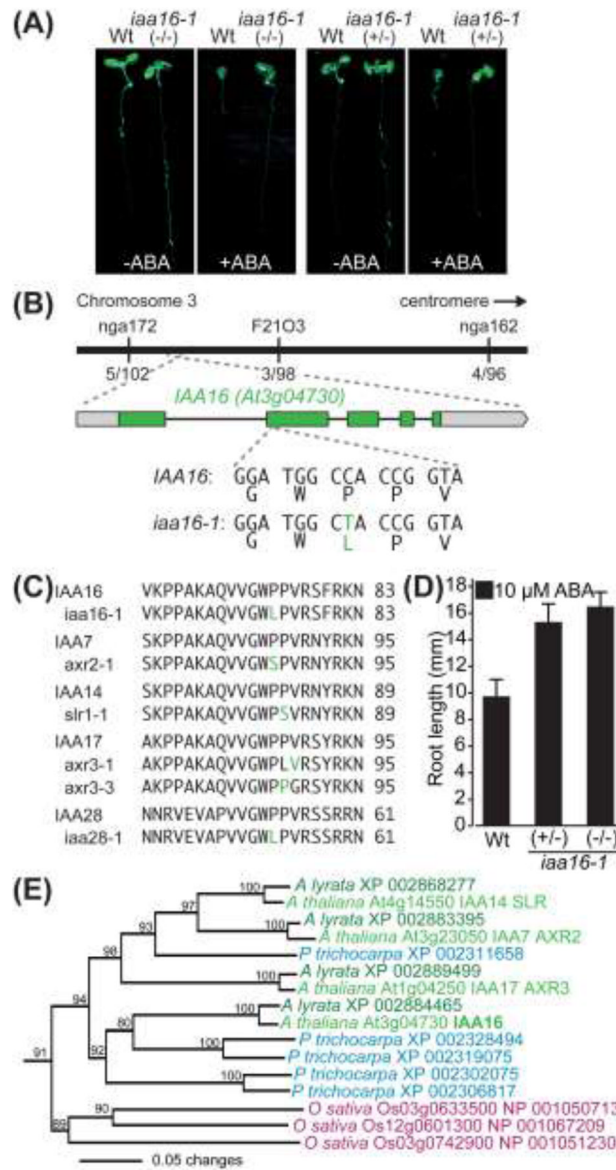 (A)
iaa16-1 iaa16-1 iaa16-1 iaa16-1
Wt (-/-) Wt (-/-) Wt (+/-) Wt (+/-)
-ABA +ABA -ABA +ABA
(B)
Chromosome 3 centromere
nga172 F21O3 nga162
5/102 3/98 4/96
IAA16 (At3g04730)
IAA16: GGA TGG CCA CCG GTA
G W P P V
iaa16-1: GGA TGG CTA CCG GTA
G W L P V
(C)
IAA16 VKPPAKAQVVGWPPVRSFRKN 83
iaa16-1 VKPPAKAQVVGWLPVRSFRKN 83
IAA7 SKPPAKAQVVGWPPVRNYRKN 95
axr2-1 SKPPAKAQVVGWSPVRNYRKN 95
IAA14 SKPPAKAQVVGWPPVRNYRKN 89
slr1-1 SKPPAKAQVVGWPSVRNYRKN 89
IAA17 AKPPAKAQVVGWPPVRSYRKN 95
axr3-1 AKPPAKAQVVGWPLVRSYRKN 95
axr3-3 AKPPAKAQVVGWPPGRSYRKN 95
IAA28 NNRVEVAPVVGWPPVRSSRRN 61
iaa28-1 NNRVEVAPVVGWLPVRSSRRN 61
(D)
10 µM ABA
Root length (mm)
18
16
14
12
10
8
6
4
2
0
Wt (+/-) (-/-)
iaa16-1
(E)
A lyrata XP 002868277
A thaliana At4g14550 IAA14 SLR
A lyrata XP 002883395
A thaliana At3g23050 IAA7 AXR2
P trichocarpa XP 002311658
A lyrata XP 002889499
A thaliana At1g04250 IAA17 AXR3
A lyrata XP 002884465
A thaliana At3g04730 IAA16
P trichocarpa XP 002328494
P trichocarpa XP 002319075
P trichocarpa XP 002302075
P trichocarpa XP 002306817
O sativa Os03g0633500 NP 001050713
O sativa Os12g0601300 NP 001067209
O sativa Os03g0742900 NP 001051230
100
97
100
93
98
100
94
100
80
100
92
100
91
90
89
0.05 changes